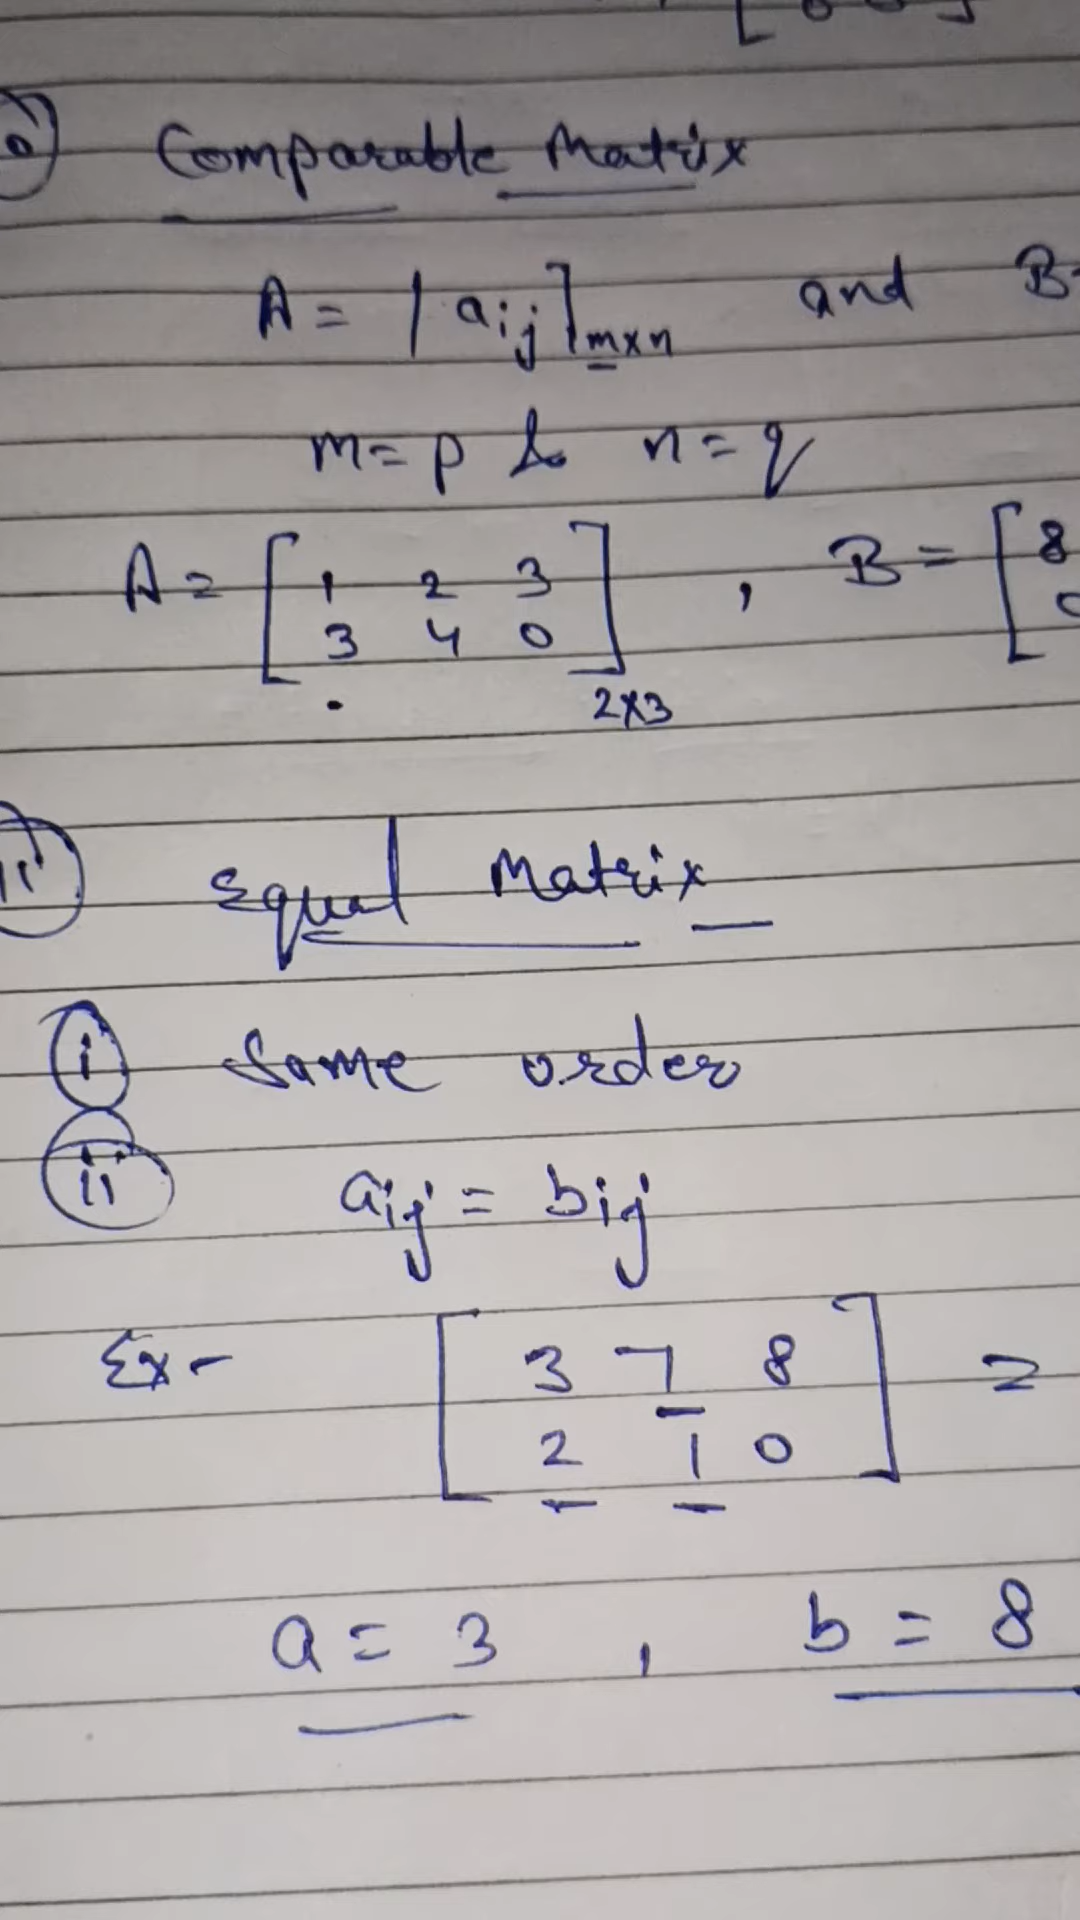 Comparable Matrix
A = [aij]m×n and B=
m=p & n=q
A = [1 2 3
3 4 0]2×3 , B = [8
Equal Matrix
i Same order
ii aij = bij
Ex- [3 7 8
2 1 0] =
a = 3 , b = 8